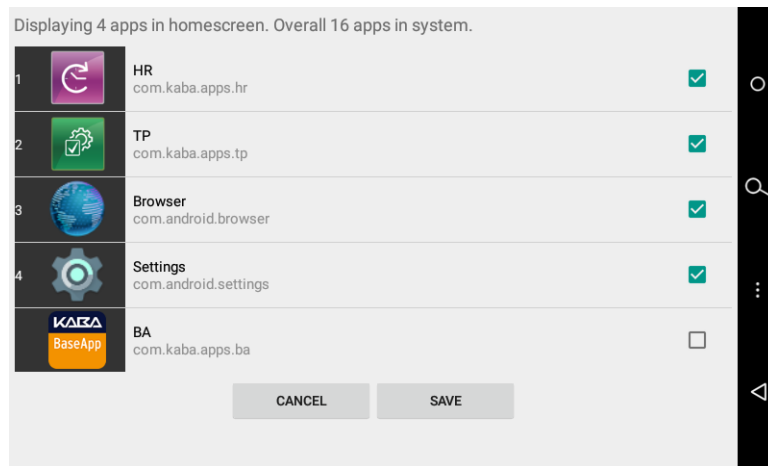 Displaying 4 apps in homescreen. Overall 16 apps in system.
1
HR
com.kaba.apps.hr
2
TP
com.kaba.apps.tp
3
Browser
com.android.browser
4
Settings
com.android.settings
KABA
BaseApp
BA
com.kaba.apps.ba
CANCEL
SAVE